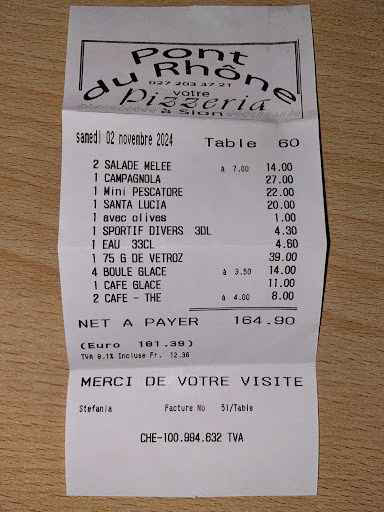 Pont
du Rhône
027 203 37 21
votre
Pizzeria
à Sion
samedi 02 novembre 2024 Table 60
2 SALADE MELEE à 7.00 14.00
1 CAMPAGNOLA 27.00
1 Mini PESCATORE 22.00
1 SANTA LUCIA 20.00
1 avec olives 1.00
1 SPORTIF DIVERS 3DL 4.30
1 EAU 33CL 4.60
1 75 G DE VETROZ 39.00
4 BOULE GLACE à 3.50 14.00
1 CAFE GLACE 11.00
2 CAFE - THE à 4.00 8.00
NET A PAYER 164.90
(Euro 181.39)
TVA 8.1% Incluse Fr. 12.36
MERCI DE VOTRE VISITE
Stefania Facture No 51/Table
CHE-100.994.632 TVA